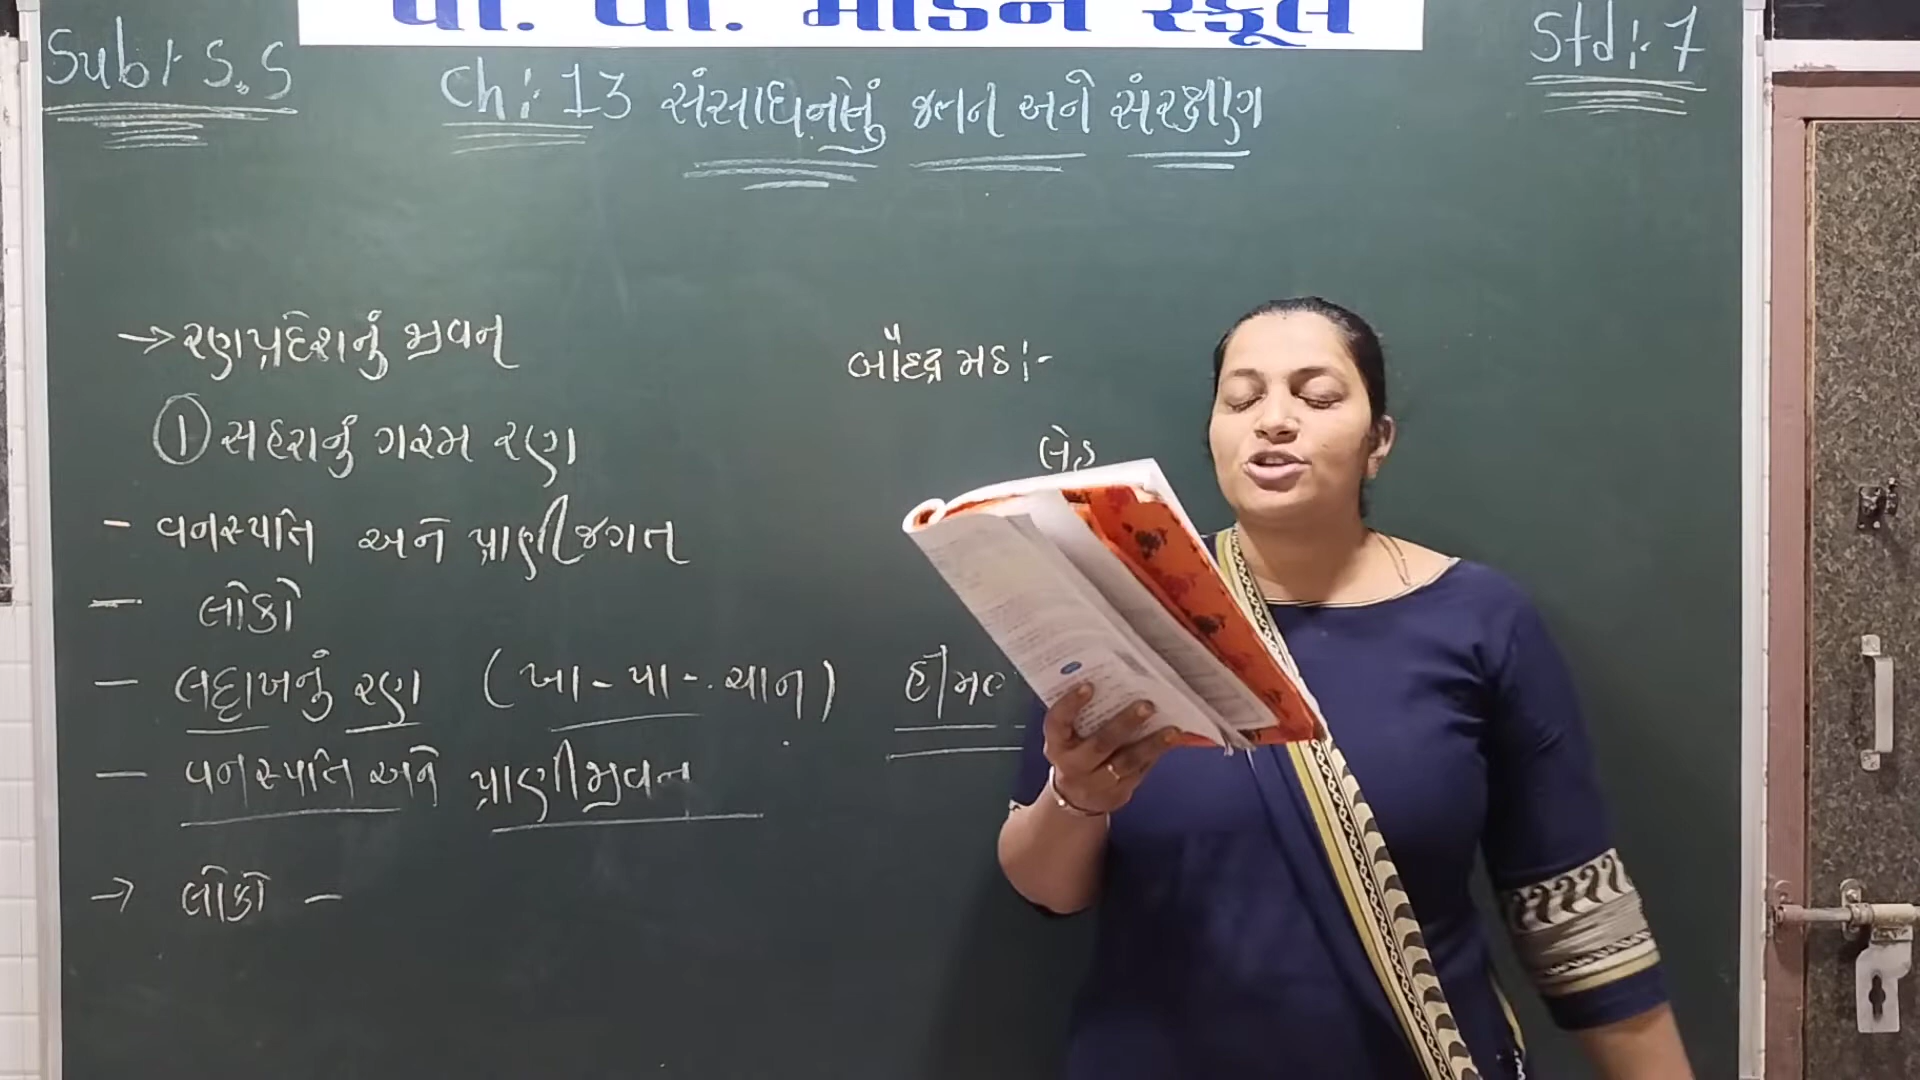 પી. પી. મોર્ડન સ્કૂલ
Sub:- S.S
Std:- 7
Ch:- 13 સંસાધનોનું જતન અને સંરક્ષણ
→ રણપ્રદેશનું જીવન
① સહરાનું ગરમ રણ
- વનસ્પતિ અને પ્રાણીજગત
- લોકો
- લદ્દાખનું રણ (ખા-પા-ચાન)
- વનસ્પતિ અને પ્રાણીજીવન
→ લોકો -
બૌદ્ધ મઠ:-
લેહ